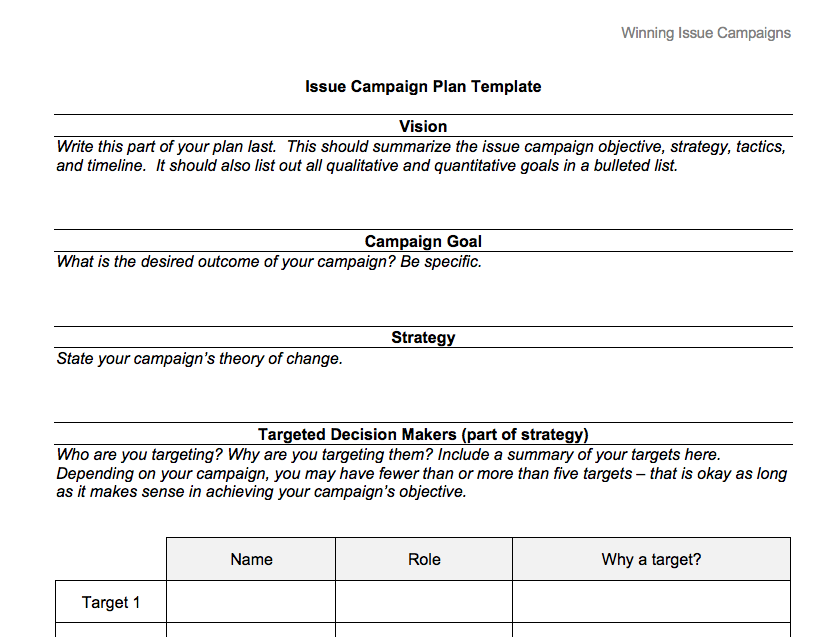 Winning Issue Campaigns
Issue Campaign Plan Template
Vision
Write this part of your plan last.  This should summarize the issue campaign objective, strategy, tactics,
and timeline.  It should also list out all qualitative and quantitative goals in a bulleted list.
Campaign Goal
What is the desired outcome of your campaign? Be specific.
Strategy
State your campaign’s theory of change.
Targeted Decision Makers (part of strategy)
Who are you targeting? Why are you targeting them? Include a summary of your targets here.
Depending on your campaign, you may have fewer than or more than five targets – that is okay as long
as it makes sense in achieving your campaign’s objective.
Name Role Why a target?
Target 1